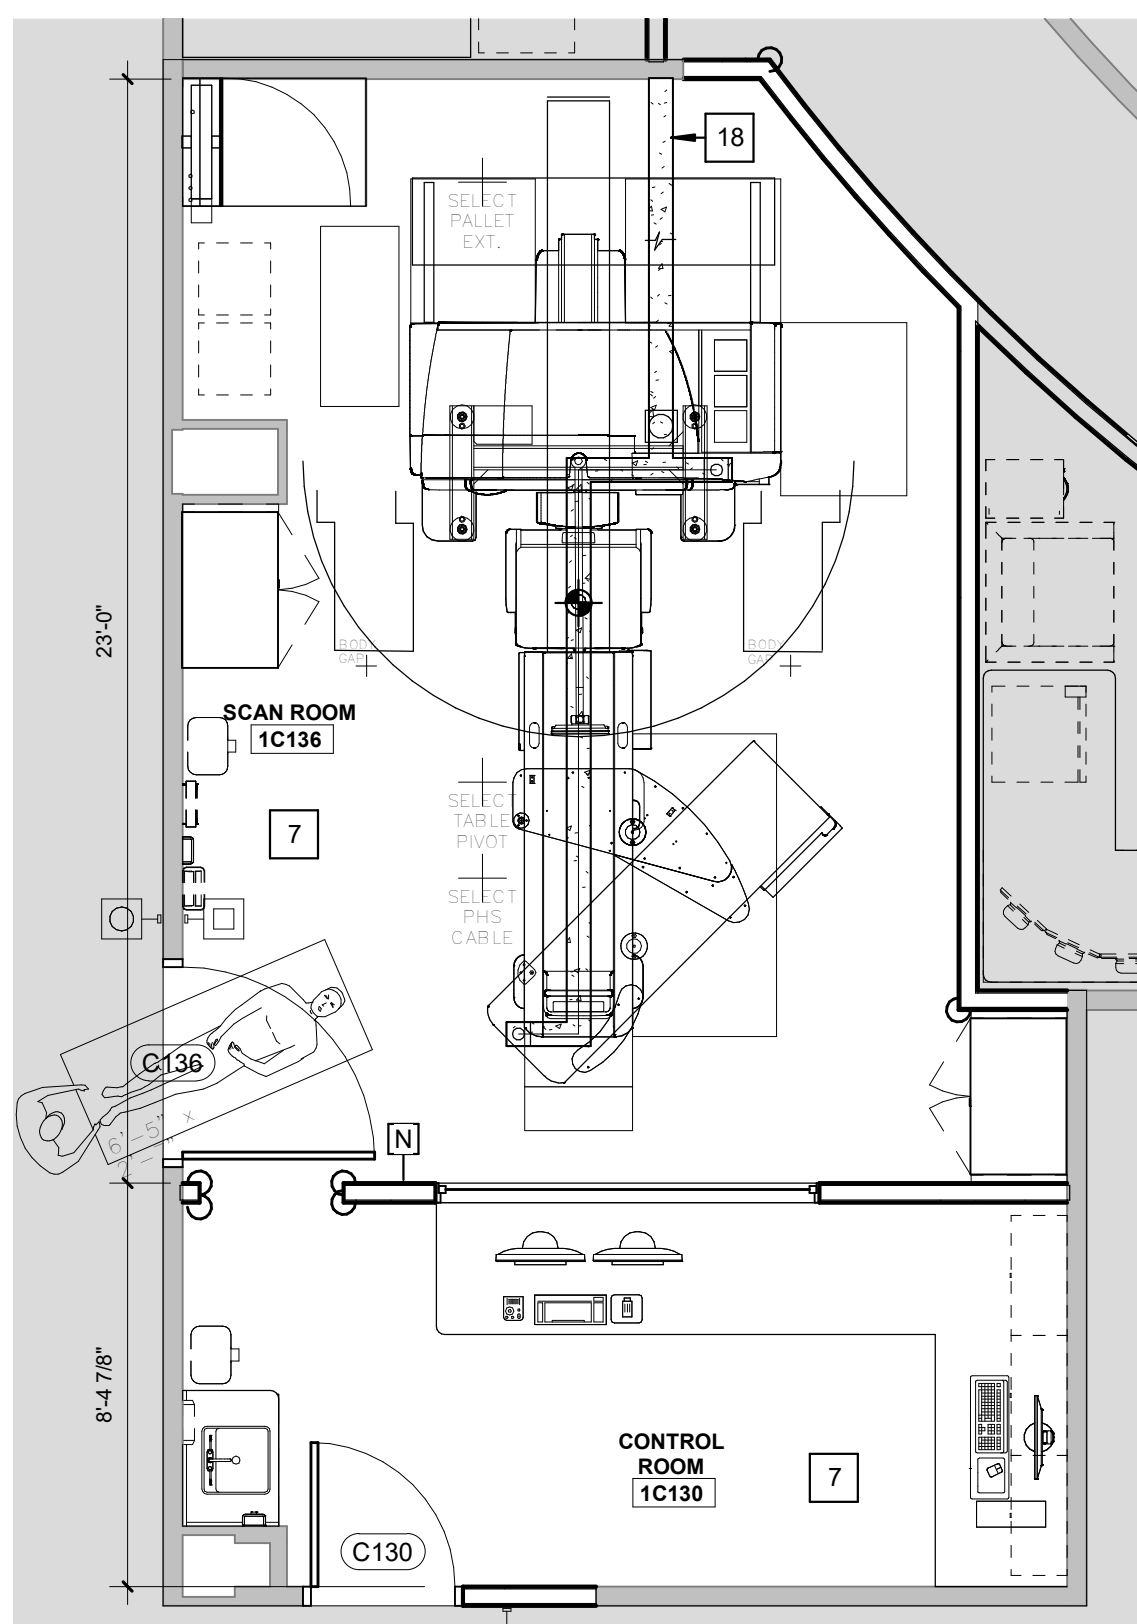 18
SELECT
PALLET
EXT.
23'-0"
BODY
GAP
BODY
GAP
SCAN ROOM
1C136
7
SELECT
TABLE
PIVOT
SELECT
PHS
CABLE
C136
6'-5" x
N
8'-4 7/8"
CONTROL
ROOM
1C130
7
C130